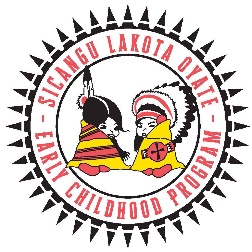 - SICANGU LAKOTA OYATE -
EARLY CHILDHOOD PROGRAM